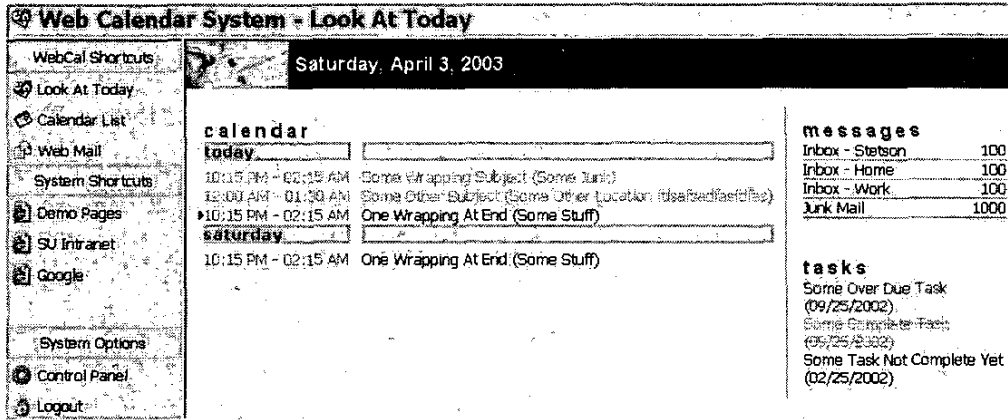 Web Calendar System - Look At Today
WebCal Shortcuts
Look At Today
Calendar List
Web Mail
System Shortcuts
Demo Pages
SU Intranet
Google
System Options
Control Panel
Logout
Saturday, April 3, 2003
calendar
today
10:15 PM - 02:15 AM Some Wrapping Subject (Some Junk)
12:00 AM - 01:30 AM Some Other Subject (Some Other Location
10:15 PM - 02:15 AM One Wrapping At End (Some Stuff)
saturday
10:15 PM - 02:15 AM One Wrapping At End (Some Stuff)
messages
Inbox - Stetson 100
Inbox - Home 100
Inbox - Work 100
Junk Mail 1000
tasks
Some Over Due Task
(09/25/2002)
Some Complete Task
(09/25/2002)
Some Task Not Complete Yet
(02/25/2002)